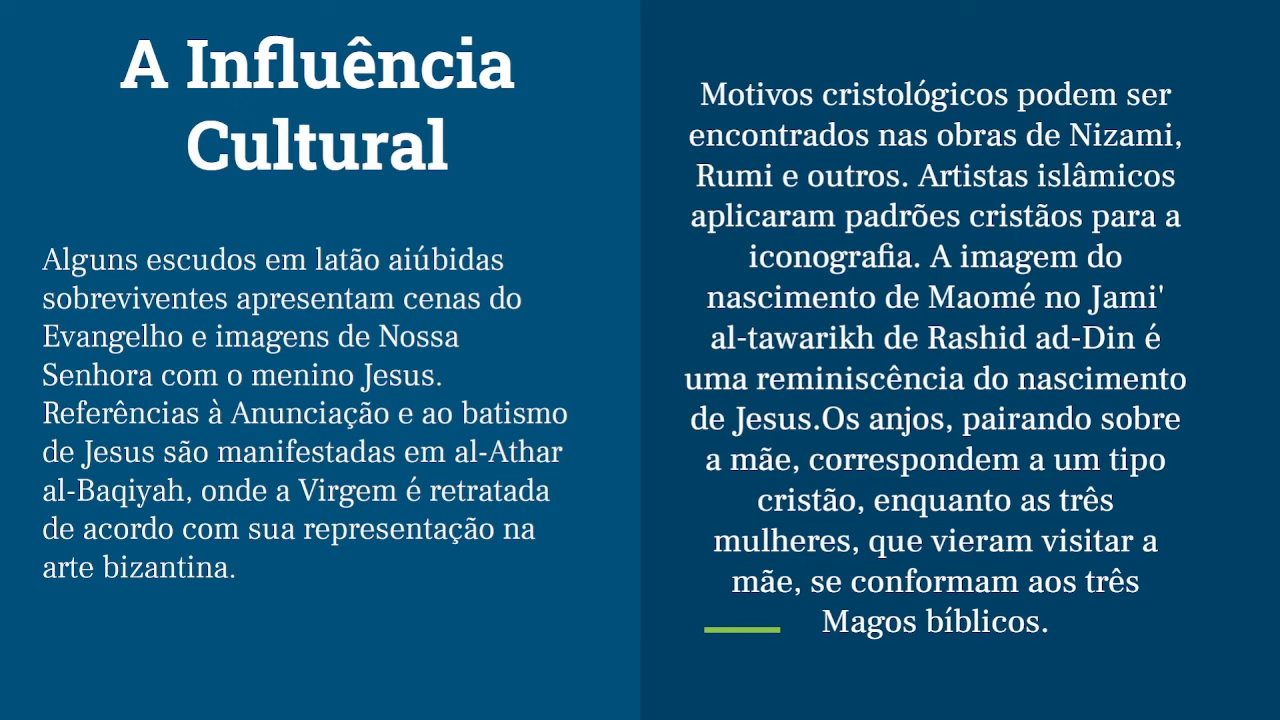 A Influência
Cultural
Alguns escudos em latão aiúbidas
sobreviventes apresentam cenas do
Evangelho e imagens de Nossa
Senhora com o menino Jesus.
Referências à Anunciação e ao batismo
de Jesus são manifestadas em al-Athar
al-Baqiyah, onde a Virgem é retratada
de acordo com sua representação na
arte bizantina.
Motivos cristológicos podem ser
encontrados nas obras de Nizami,
Rumi e outros. Artistas islâmicos
aplicaram padrões cristãos para a
iconografia. A imagem do
nascimento de Maomé no Jami'
al-tawarikh de Rashid ad-Din é
uma reminiscência do nascimento
de Jesus.Os anjos, pairando sobre
a mãe, correspondem a um tipo
cristão, enquanto as três
mulheres, que vieram visitar a
mãe, se conformam aos três
Magos bíblicos.